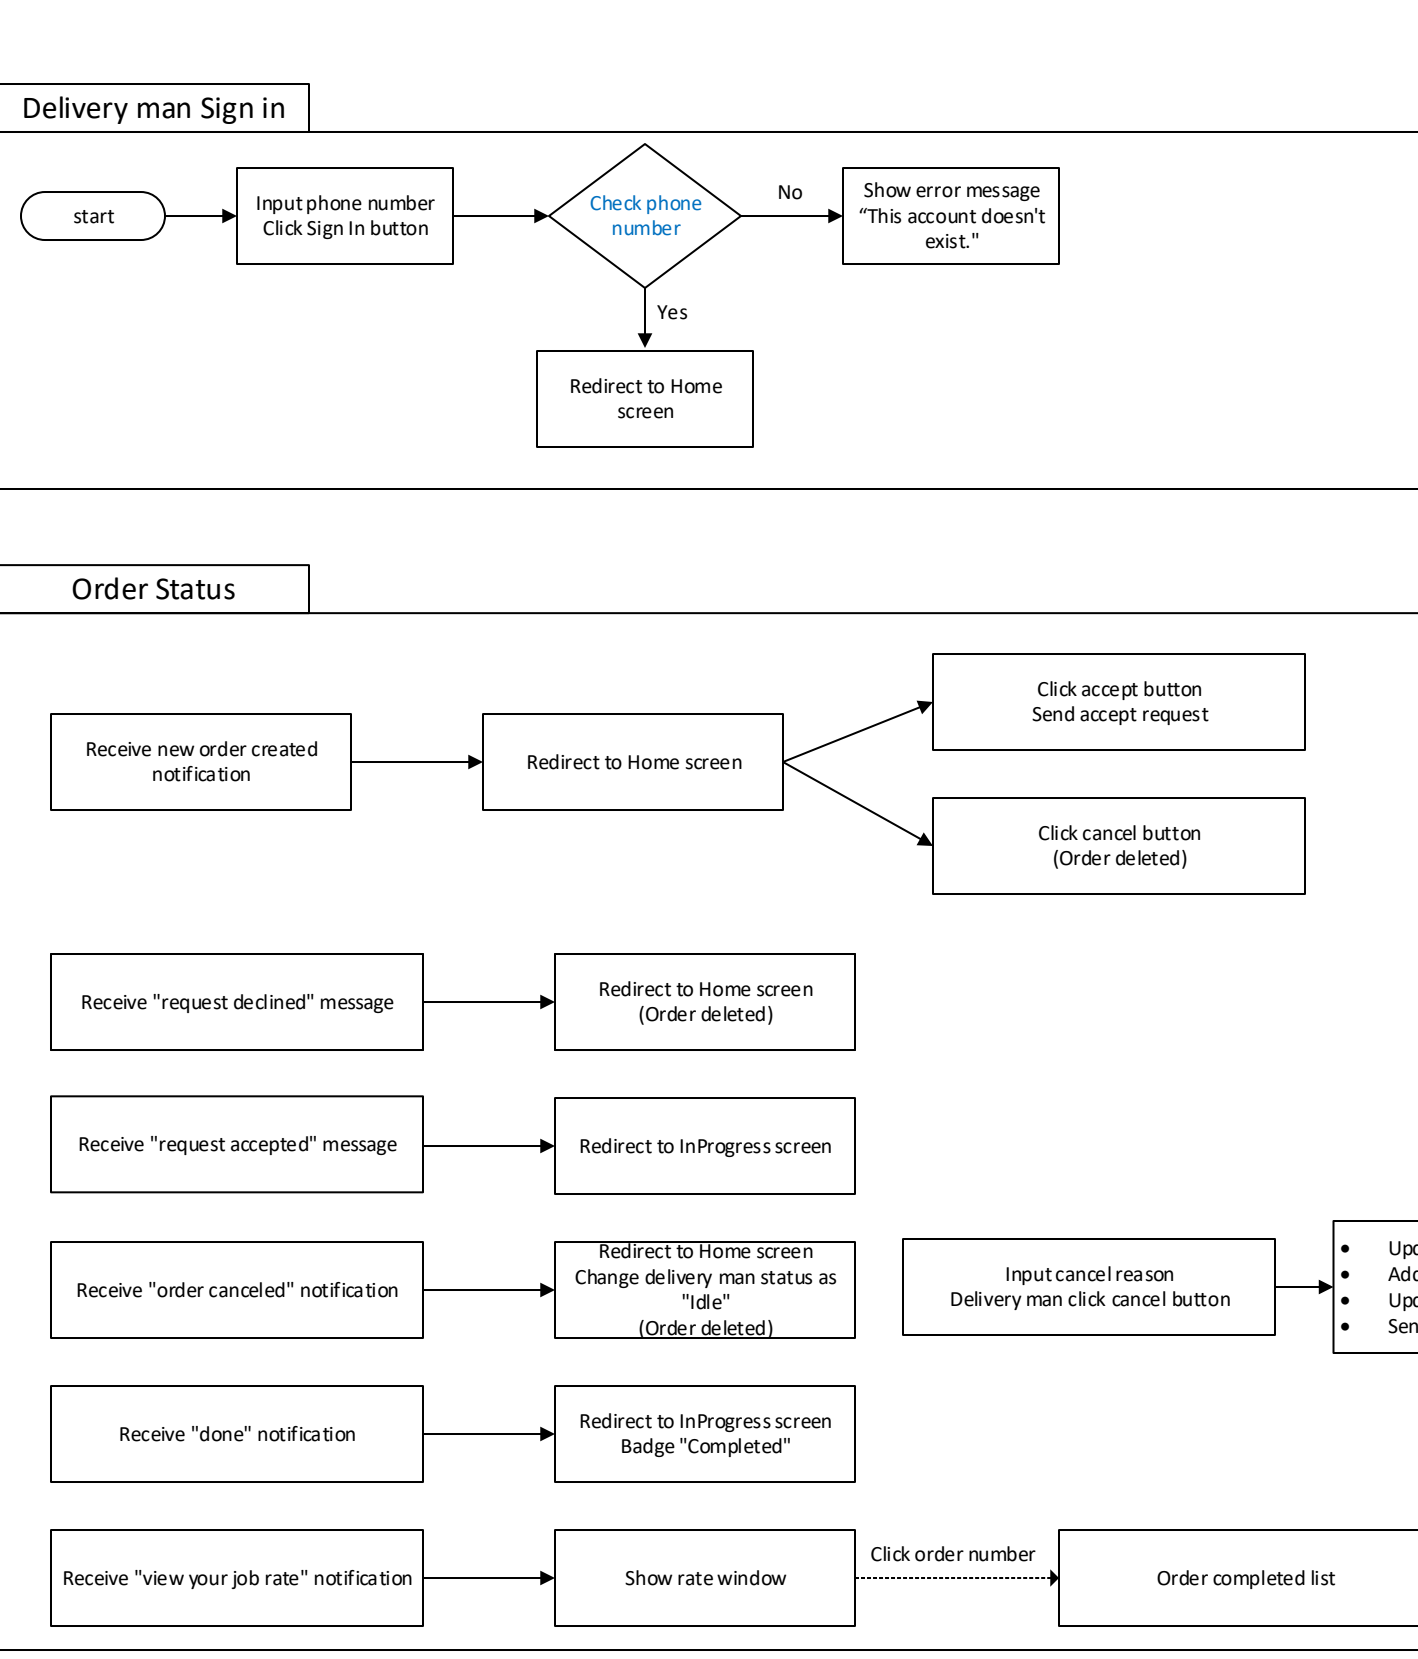 Delivery man Sign in
start
Input phone number
Click Sign In button
Check phone
number
No
Show error message
“This account doesn't
exist."
Yes
Redirect to Home
screen
Order Status
Receive new order created
notification
Redirect to Home screen
Click accept button
Send accept request
Click cancel button
(Order deleted)
Receive "request declined" message
Redirect to Home screen
(Order deleted)
Receive "request accepted" message
Redirect to InProgress screen
Receive "order canceled" notification
Redirect to Home screen
Change delivery man status as
"Idle"
(Order deleted)
Input cancel reason
Delivery man click cancel button
Receive "done" notification
Redirect to InProgress screen
Badge "Completed"
Receive "view your job rate" notification
Show rate window
Click order number
Order completed list